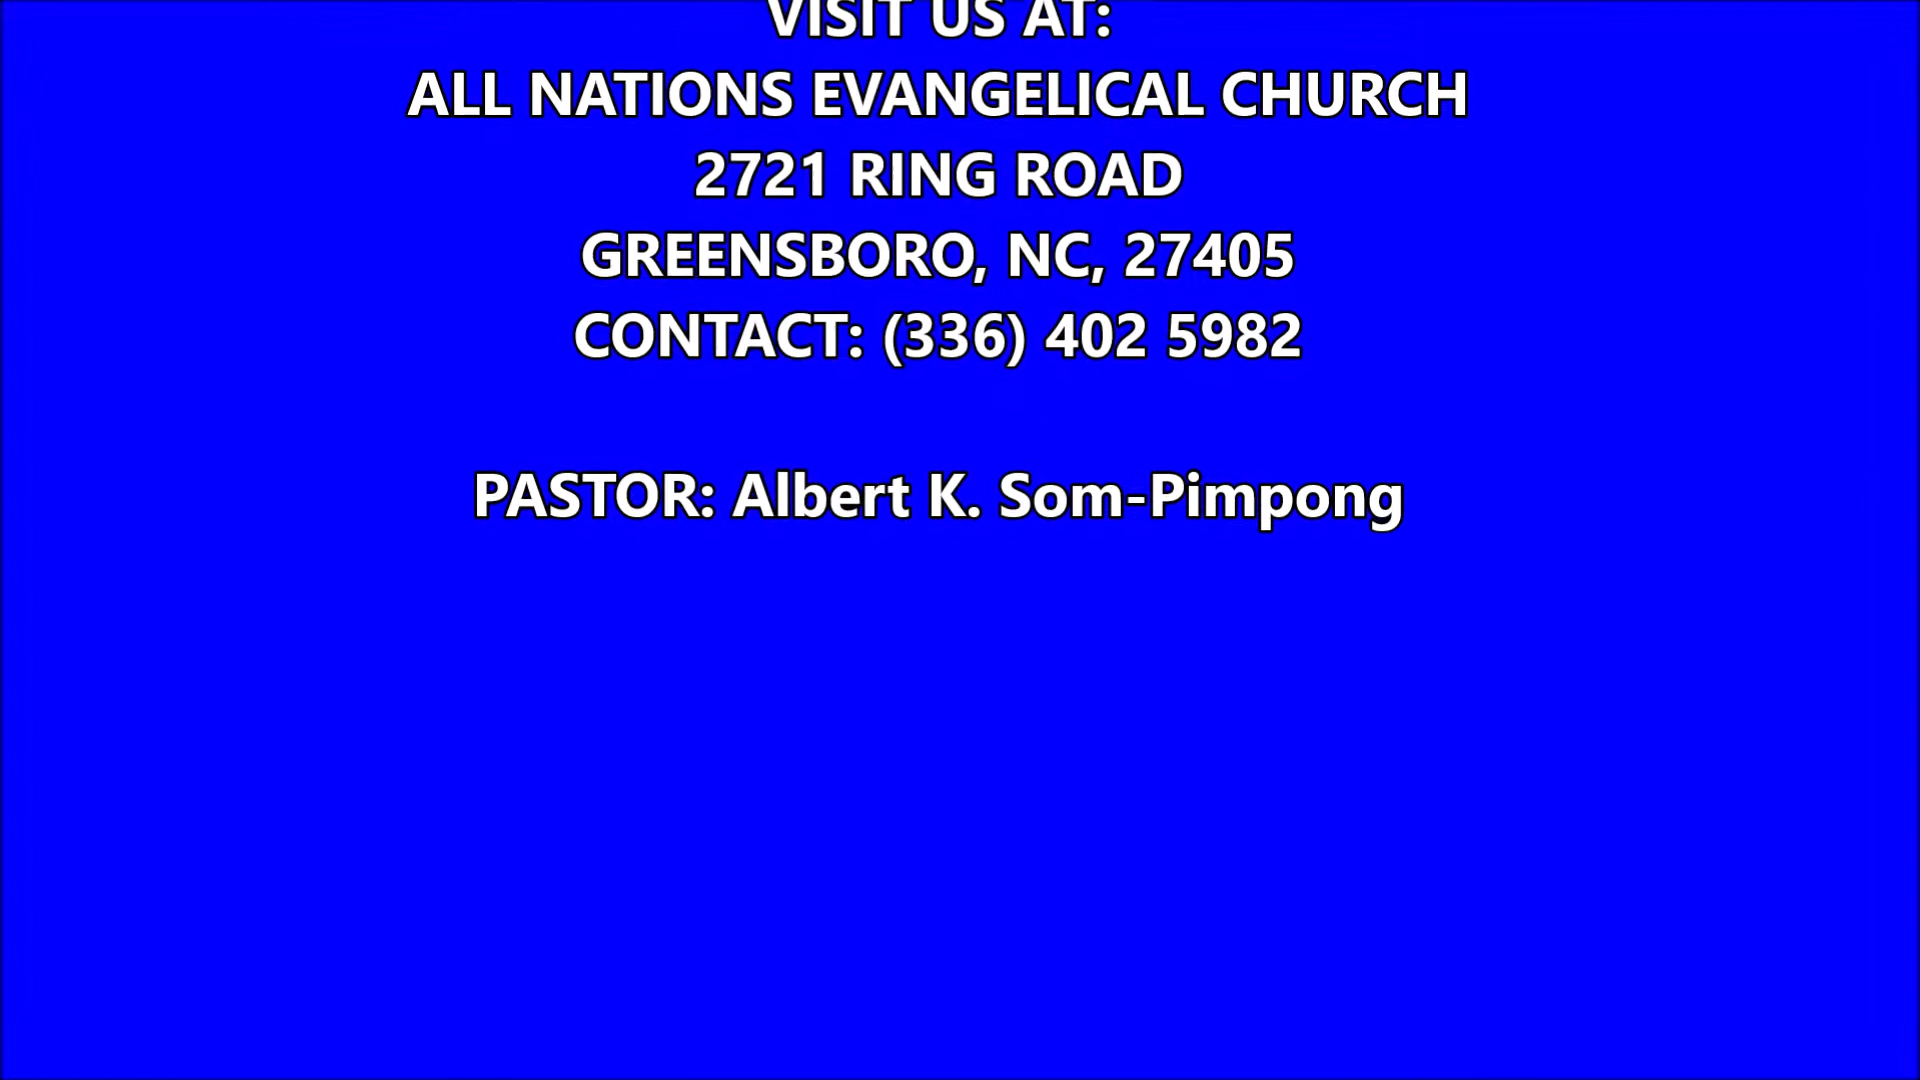 VISIT US AT:
ALL NATIONS EVANGELICAL CHURCH
2721 RING ROAD
GREENSBORO, NC, 27405
CONTACT: (336) 402 5982
PASTOR: Albert K. Som-Pimpong